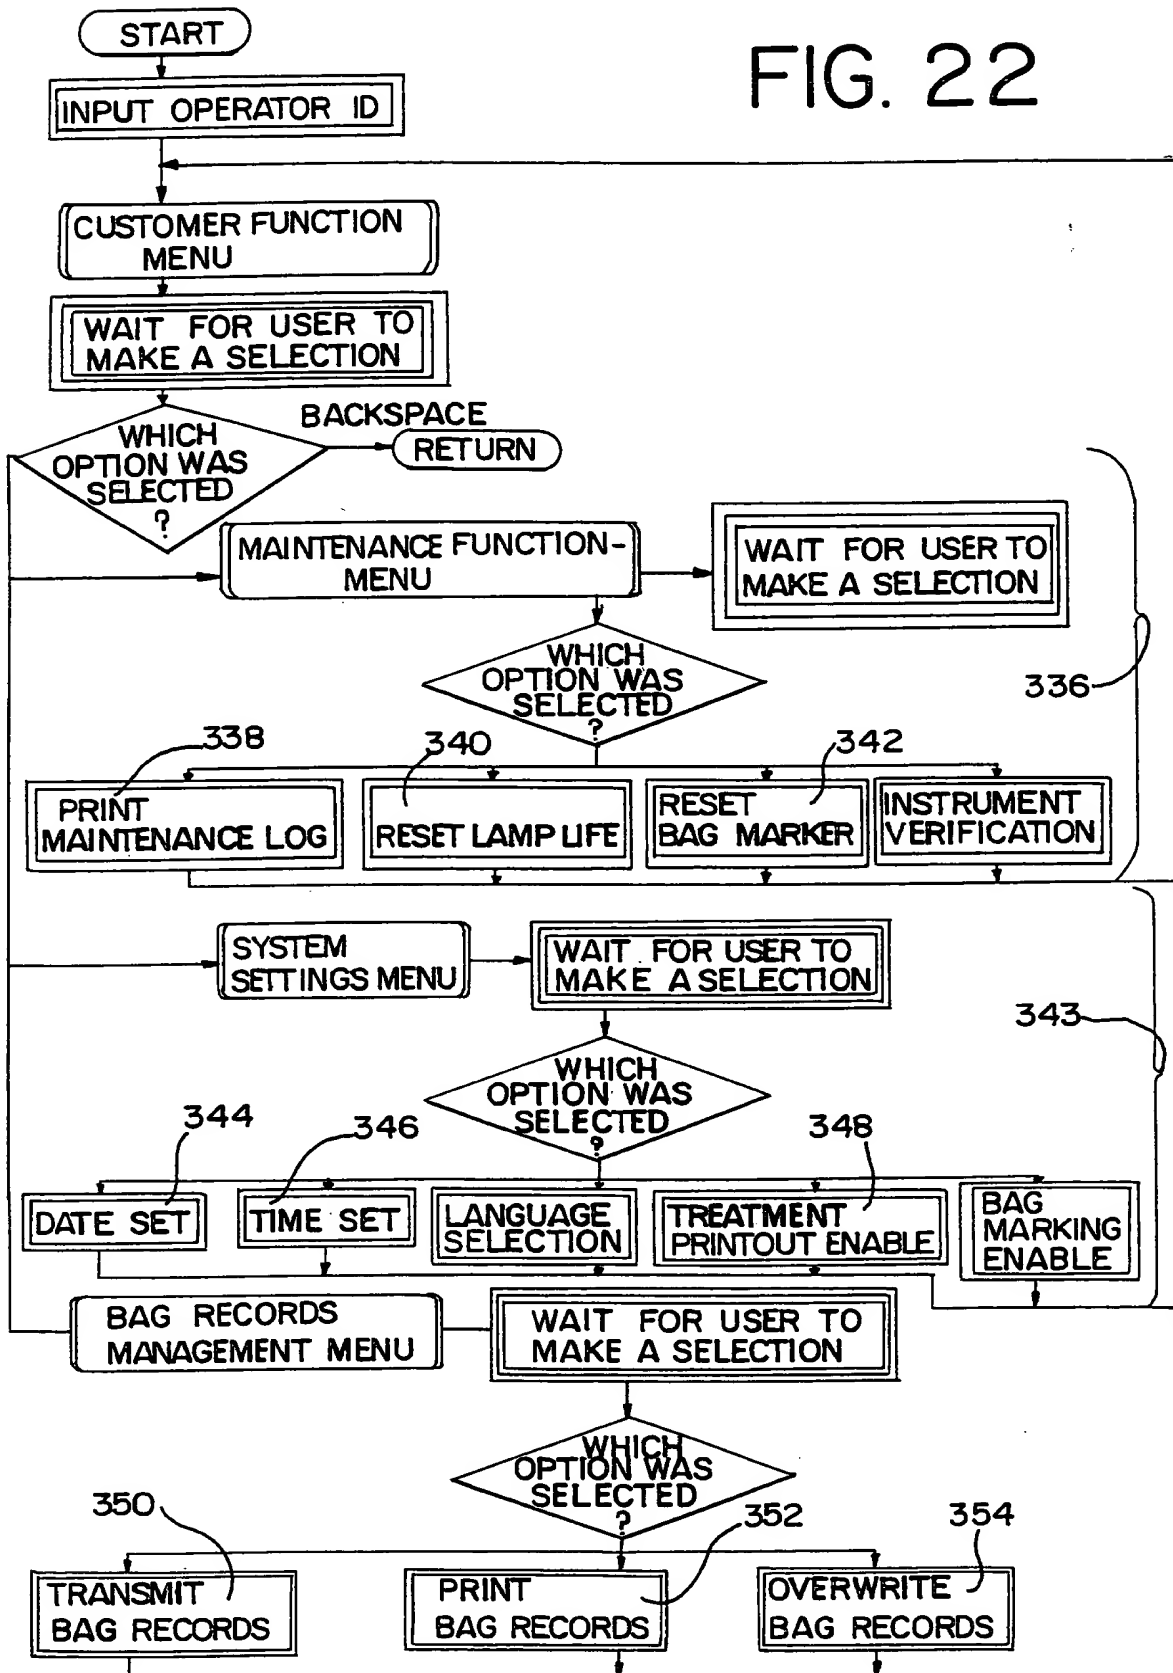 START
FIG. 22
INPUT OPERATOR ID
CUSTOMER FUNCTION
MENU
WAIT FOR USER TO
MAKE A SELECTION
BACKSPACE
WHICH
OPTION WAS
SELECTED
?
RETURN
MAINTENANCE FUNCTION-
MENU
WAIT FOR USER TO
MAKE A SELECTION
WHICH
OPTION WAS
SELECTED
?
336
338
340
342
PRINT
MAINTENANCE LOG
RESET LAMP LIFE
RESET
BAG MARKER
INSTRUMENT
VERIFICATION
SYSTEM
SETTINGS MENU
WAIT FOR USER TO
MAKE A SELECTION
343
WHICH
OPTION WAS
SELECTED
?
344
346
348
DATE SET
TIME SET
LANGUAGE
SELECTION
TREATMENT
PRINTOUT ENABLE
BAG
MARKING
ENABLE
BAG RECORDS
MANAGEMENT MENU
WAIT FOR USER TO
MAKE A SELECTION
WHICH
OPTION WAS
SELECTED
?
350
352
354
TRANSMIT
BAG RECORDS
PRINT
BAG RECORDS
OVERWRITE
BAG RECORDS